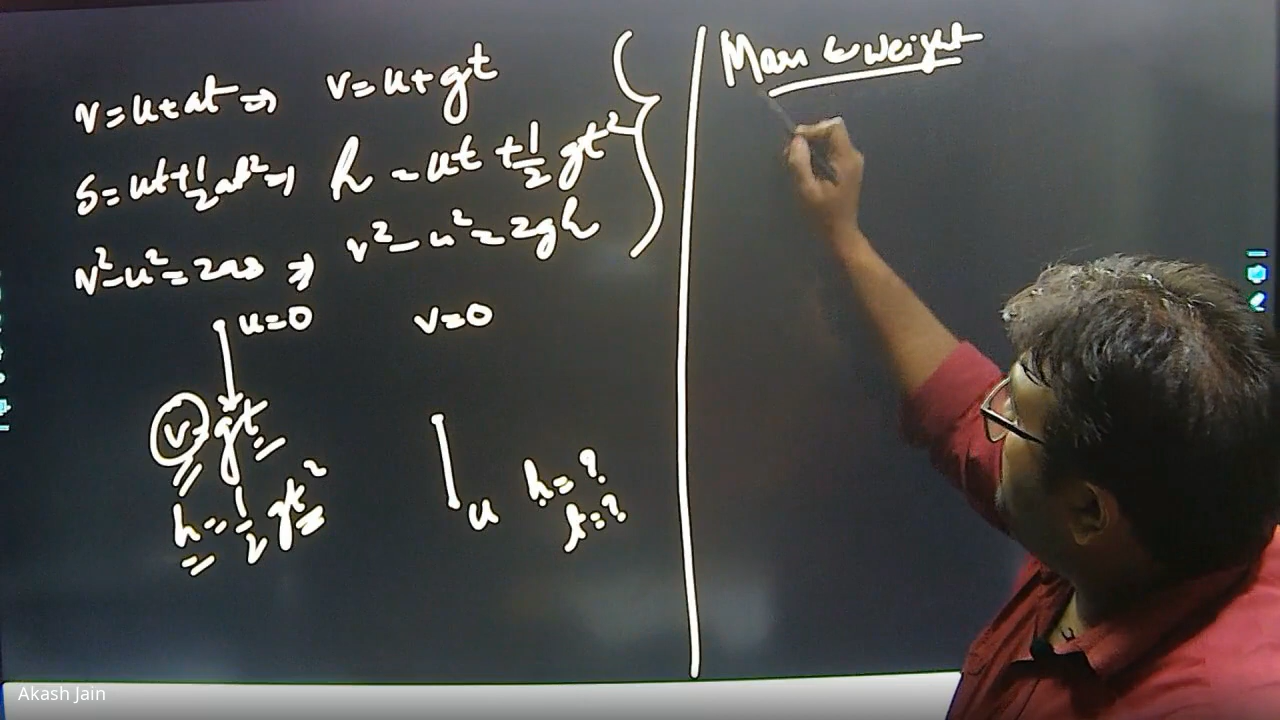 v=u+at ⇒ v=u+gt
s=ut+½at² ⇒ h=ut+½gt²
v²-u²=2as ⇒ v²-u²=2gh
u=0
v=gt
h=½gt²
v=0
u
h=?
t=?
Mass & Weight
Akash Jain